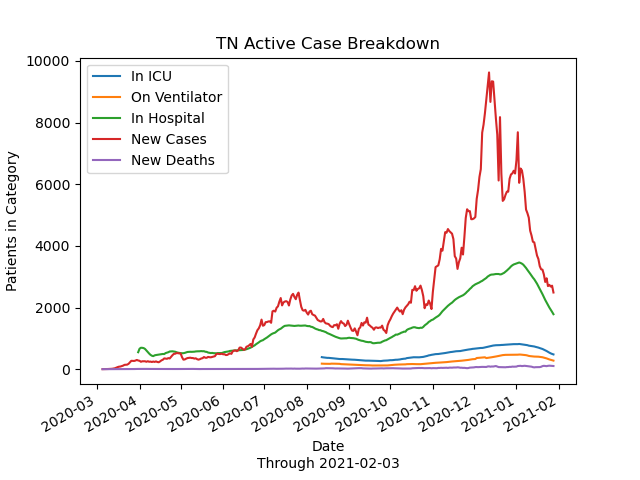 TN Active Case Breakdown
In ICU
On Ventilator
In Hospital
New Cases
New Deaths
Patients in Category
10000
8000
6000
4000
2000
0
2020-03
2020-04
2020-05
2020-06
2020-07
2020-08
2020-09
2020-10
2020-11
2020-12
2021-01
2021-02
Date
Through 2021-02-03